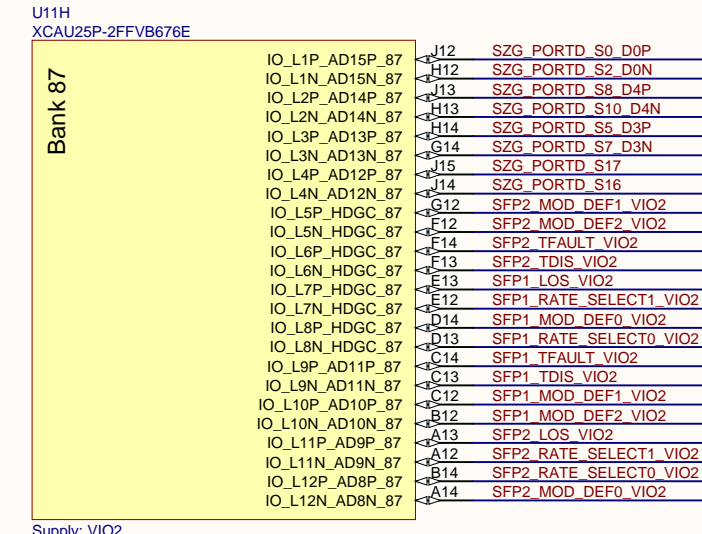 U11H
XCAU25P-2FFVB676E
Bank 87
IO_L1P_AD15P_87 J12 SZG_PORTD_S0_D0P
IO_L1N_AD15N_87 H12 SZG_PORTD_S2_D0N
IO_L2P_AD14P_87 J13 SZG_PORTD_S8_D4P
IO_L2N_AD14N_87 H13 SZG_PORTD_S10_D4N
IO_L3P_AD13P_87 H14 SZG_PORTD_S5_D3P
IO_L3N_AD13N_87 G14 SZG_PORTD_S7_D3N
IO_L4P_AD12P_87 J15 SZG_PORTD_S17
IO_L4N_AD12N_87 J14 SZG_PORTD_S16
IO_L5P_HDGC_87 G12 SFP2_MOD_DEF1_VIO2
IO_L5N_HDGC_87 F12 SFP2_MOD_DEF2_VIO2
IO_L6P_HDGC_87 F14 SFP2_TFAULT_VIO2
IO_L6N_HDGC_87 F13 SFP2_TDIS_VIO2
IO_L7P_HDGC_87 E13 SFP1_LOS_VIO2
IO_L7N_HDGC_87 E12 SFP1_RATE_SELECT1_VIO2
IO_L8P_HDGC_87 D14 SFP1_MOD_DEF0_VIO2
IO_L8N_HDGC_87 D13 SFP1_RATE_SELECT0_VIO2
IO_L9P_AD11P_87 C14 SFP1_TFAULT_VIO2
IO_L9N_AD11N_87 C13 SFP1_TDIS_VIO2
IO_L10P_AD10P_87 C12 SFP1_MOD_DEF1_VIO2
IO_L10N_AD10N_87 B12 SFP1_MOD_DEF2_VIO2
IO_L11P_AD9P_87 A13 SFP2_LOS_VIO2
IO_L11N_AD9N_87 A12 SFP2_RATE_SELECT1_VIO2
IO_L12P_AD8P_87 B14 SFP2_RATE_SELECT0_VIO2
IO_L12N_AD8N_87 A14 SFP2_MOD_DEF0_VIO2
Supply: VIO2